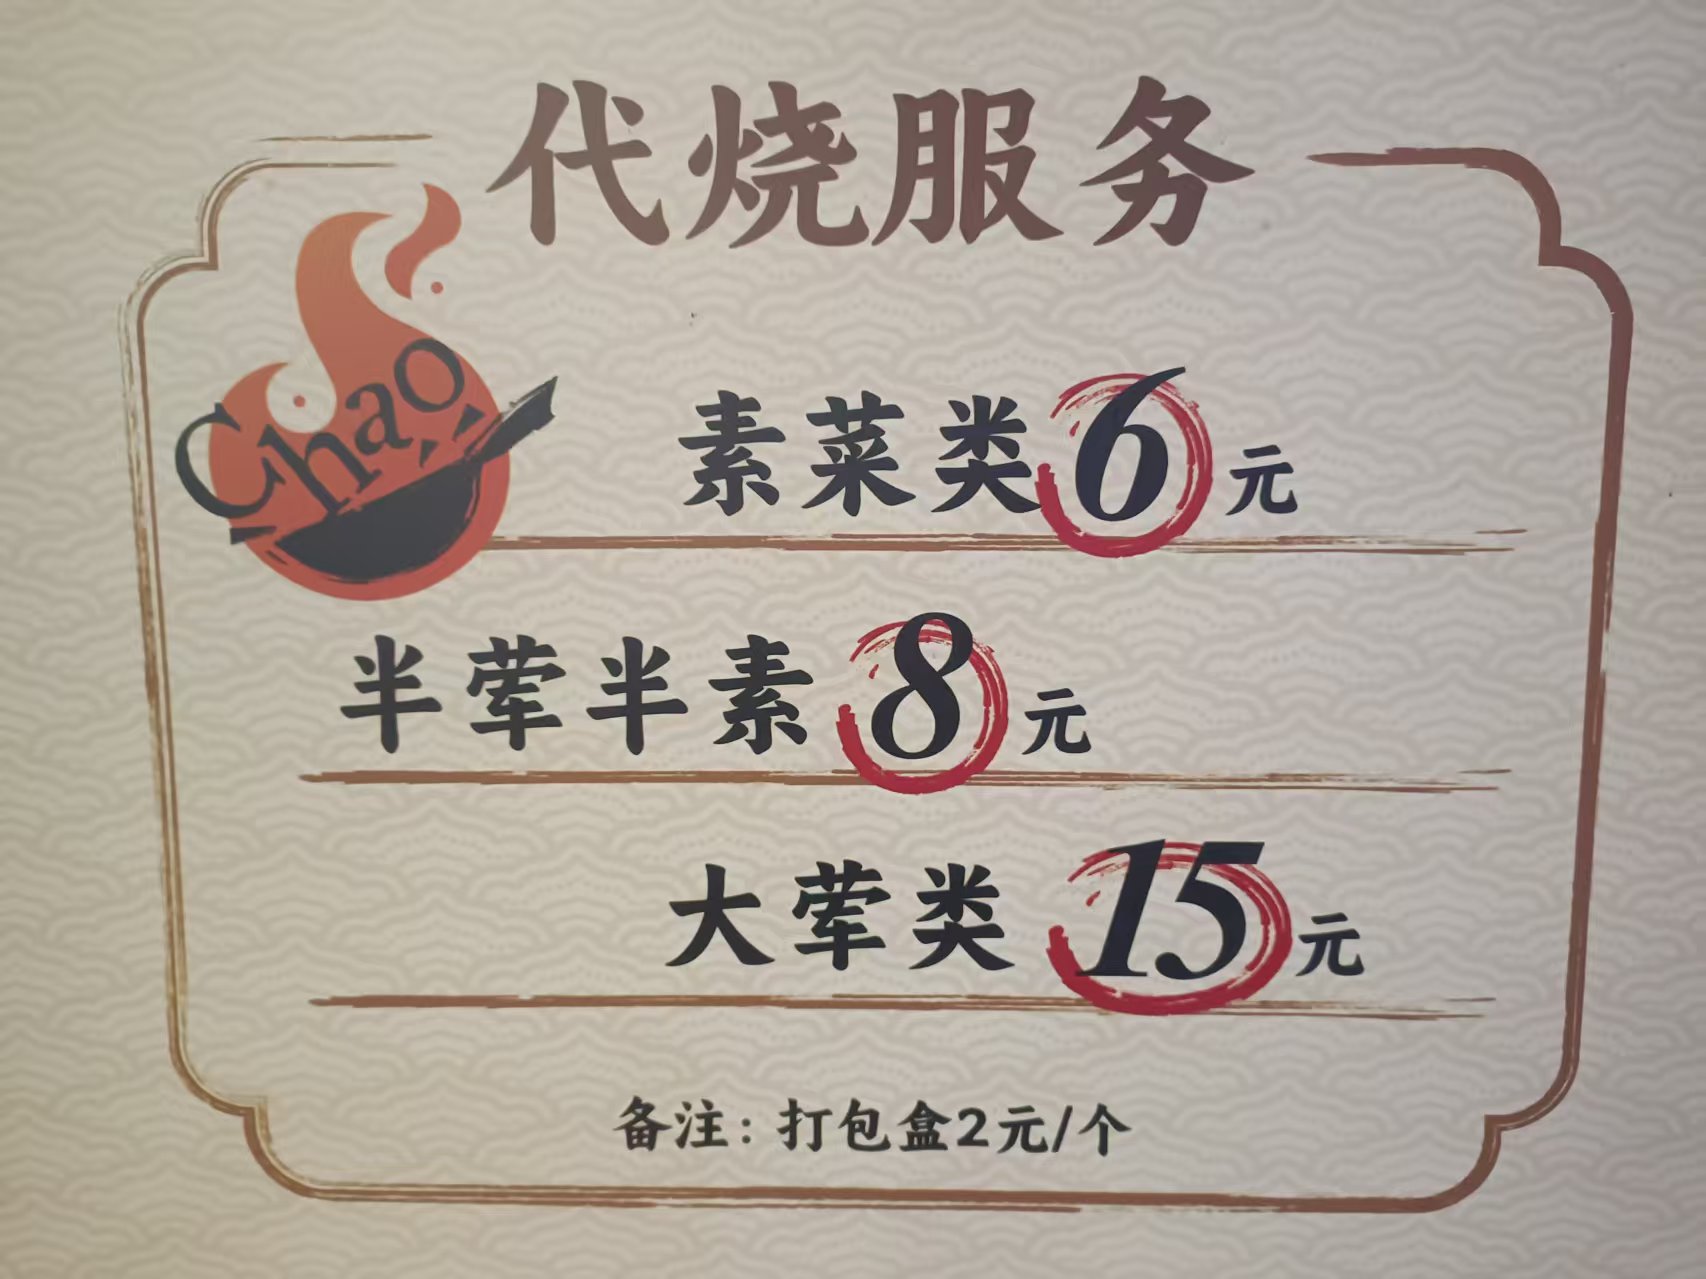 代烧服务
Chao
素菜类6元
半荤半素8元
大荤类15元
备注：打包盒2元/个